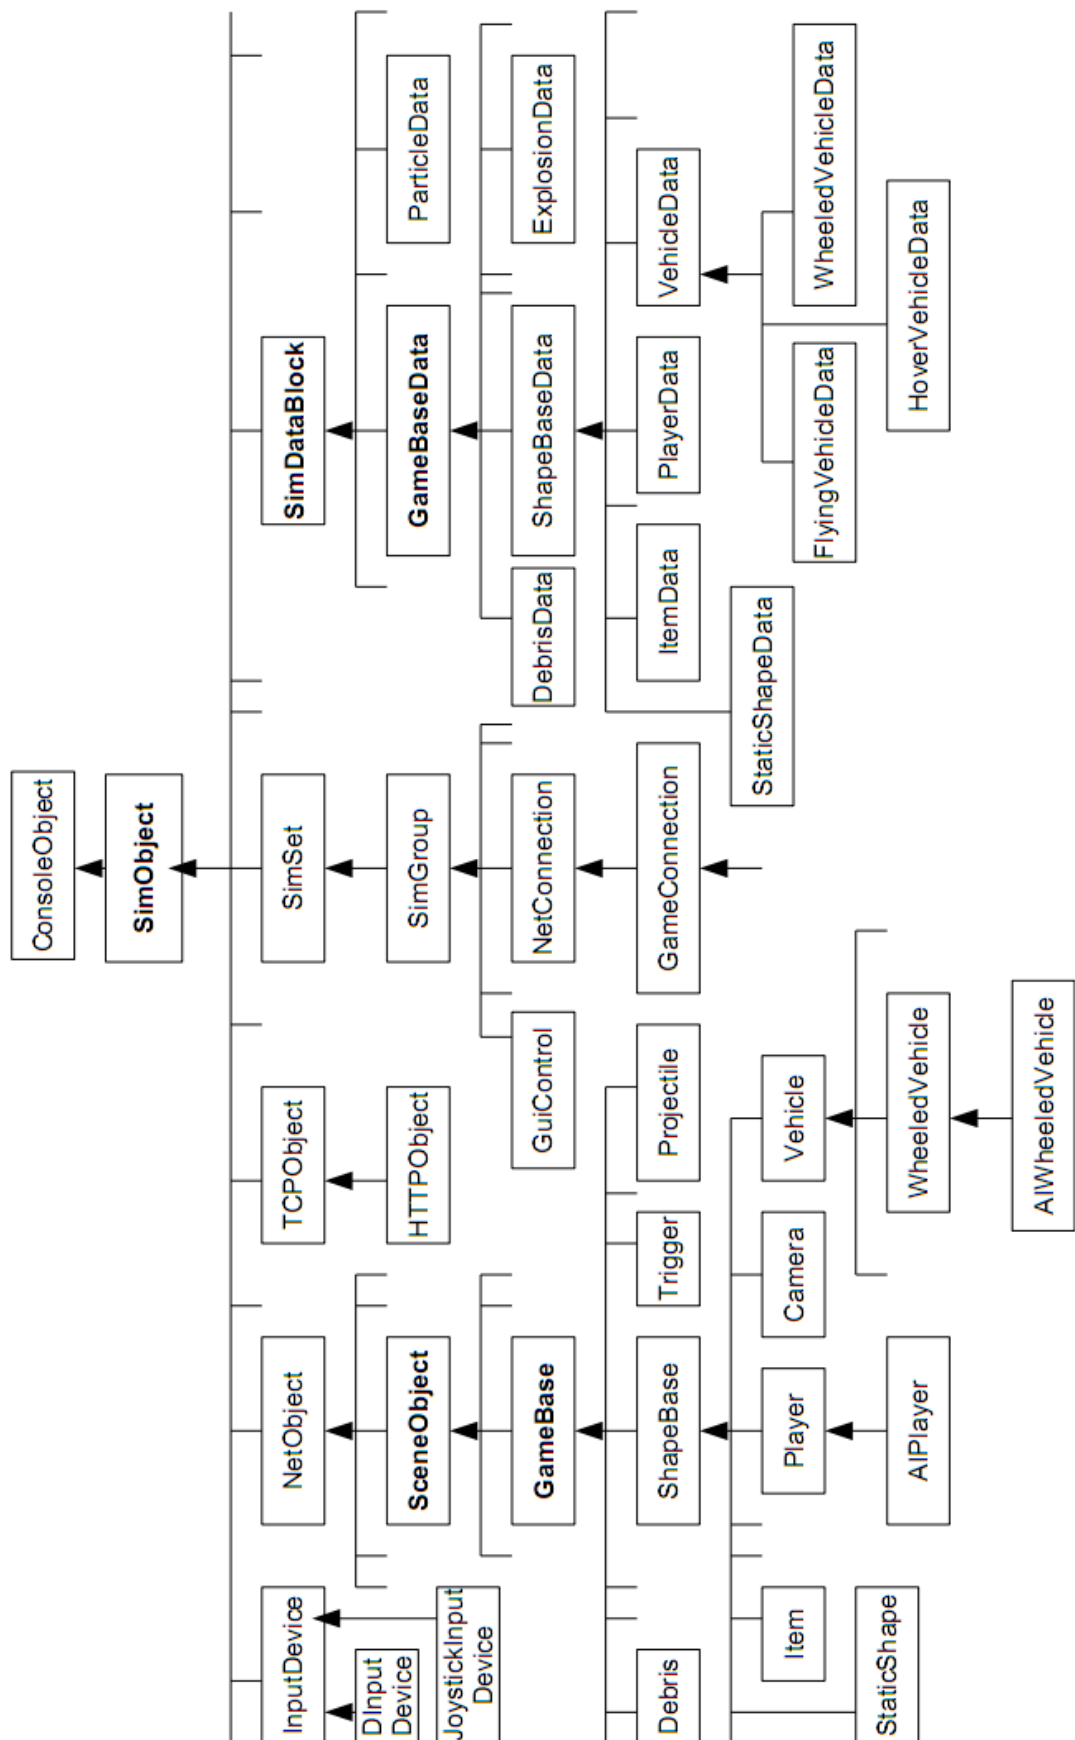 ConsoleObject
SimObject
InputDevice
NetObject
TCPObject
SimSet
SimDataBlock
DInput
Device
JoystickInput
Device
SceneObject
HTTPObject
SimGroup
GameBaseData
ParticleData
GameBase
GuiControl
NetConnection
DebrisData
ShapeBaseData
ExplosionData
Debris
ShapeBase
Trigger
Projectile
GameConnection
ItemData
PlayerData
VehicleData
StaticShapeData
Item
Player
Camera
Vehicle
FlyingVehicleData
WheeledVehicleData
StaticShape
AIPlayer
WheeledVehicle
HoverVehicleData
AIWheeledVehicle